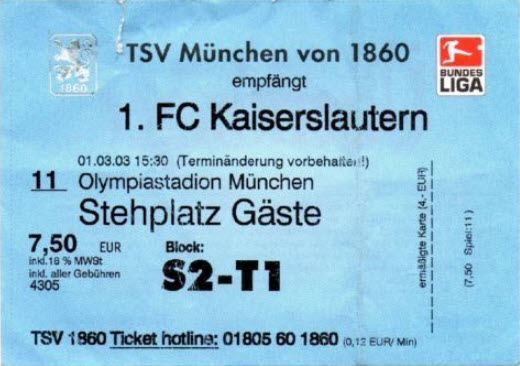 1860
TSV München von 1860
BUNDES
LIGA
empfängt
1. FC Kaiserslautern
01.03.03 15:30 (Terminänderung vorbehalten!)
11 Olympiastadion München
Stehplatz Gäste
7,50 EUR Block:
inkl.16 % MWSt
inkl. aller Gebühren
4305
S2-T1
TSV 1860 Ticket hotline: 01805 60 1860 (0,12 EUR/ Min)
ermäßigte Karte (4,- EUR)
(7,50 Spiel:11)